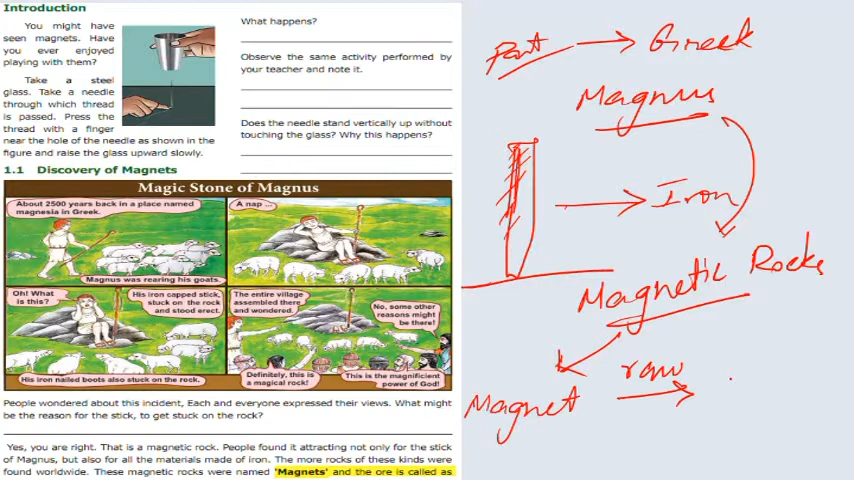 Introduction
You might have
seen magnets. Have
you ever enjoyed
playing with them?
Take a steel
glass. Take a needle
through which thread
is passed. Press the
thread with a finger
near the hole of the needle as shown in the
figure and raise the glass upward slowly.
What happens?
Observe the same activity performed by
your teacher and note it.
Does the needle stand vertically up without
touching the glass? Why this happens?
1.1 Discovery of Magnets
Magic Stone of Magnus
About 2500 years back in a place named
magnesia in Greek.
Magnus was rearing his goats.
A nap ...
Oh! What
is this?
His iron capped stick,
stuck on the rock
and stood erect.
His iron nailed boots also stuck on the rock.
The entire village
assembled there
and wondered.
No, some other
reasons might
be there!
Definitely, this is
a magical rock!
This is the magnificient
power of God!
People wondered about this incident, Each and everyone expressed their views. What might
be the reason for the stick, to get stuck on the rock?
Yes, you are right. That is a magnetic rock. People found it attracting not only for the stick
of Magnus, but also for all the materials made of iron. The more rocks of these kinds were
found worldwide. These magnetic rocks were named 'Magnets' and the ore is called as
Greek
Magnus
Iron
Magnetic Rocks
Magnet
raw